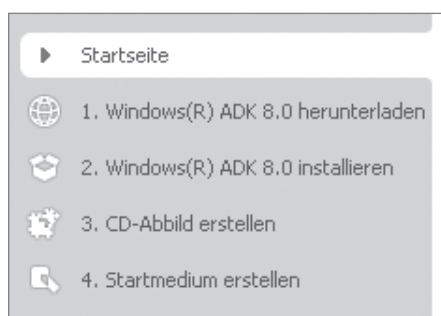 Startseite
1. Windows(R) ADK 8.0 herunterladen
2. Windows(R) ADK 8.0 installieren
3. CD-Abbild erstellen
4. Startmedium erstellen